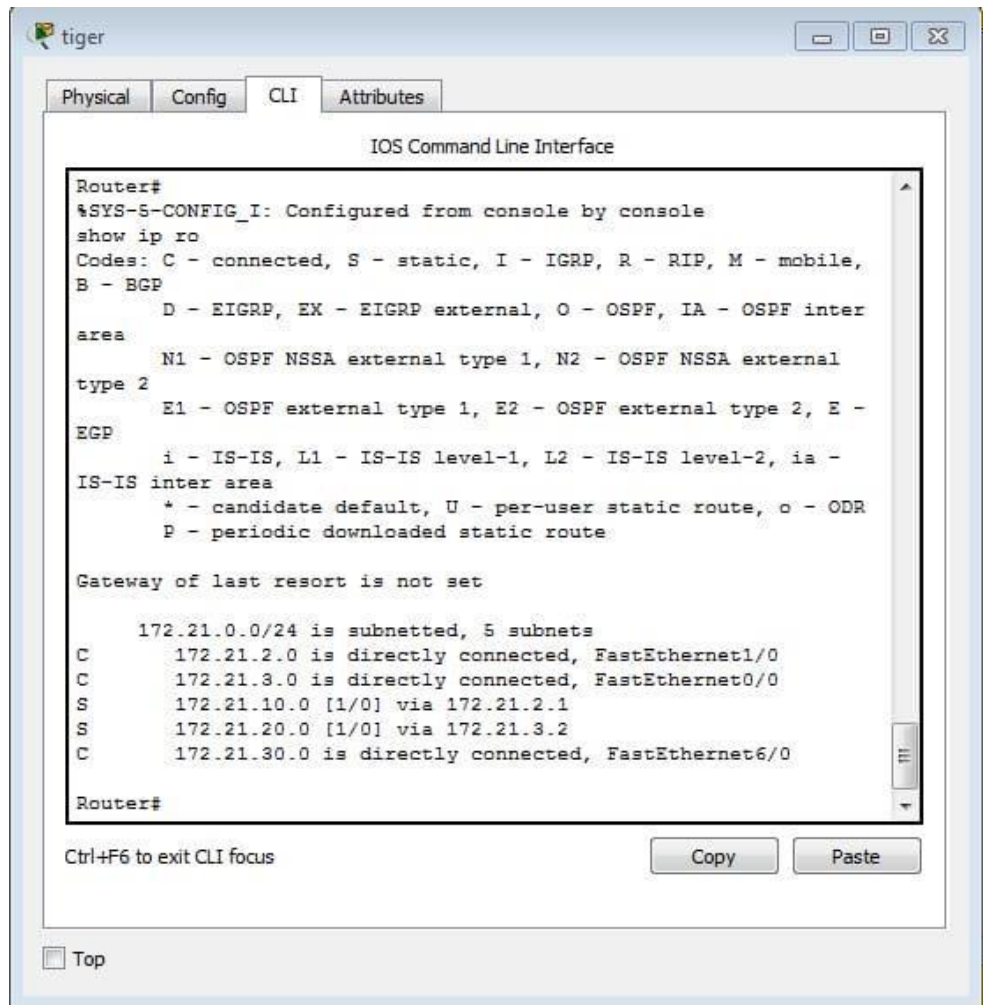 tiger
Physical Config CLI Attributes
IOS Command Line Interface
Router#
%SYS-5-CONFIG_I: Configured from console by console
show ip ro
Codes: C - connected, S - static, I - IGRP, R - RIP, M - mobile,
B - BGP
D - EIGRP, EX - EIGRP external, O - OSPF, IA - OSPF inter
area
N1 - OSPF NSSA external type 1, N2 - OSPF NSSA external
type 2
E1 - OSPF external type 1, E2 - OSPF external type 2, E -
EGP
i - IS-IS, L1 - IS-IS level-1, L2 - IS-IS level-2, ia -
IS-IS inter area
* - candidate default, U - per-user static route, o - ODR
P - periodic downloaded static route
Gateway of last resort is not set
172.21.0.0/24 is subnetted, 5 subnets
C 172.21.2.0 is directly connected, FastEthernet1/0
C 172.21.3.0 is directly connected, FastEthernet0/0
S 172.21.10.0 [1/0] via 172.21.2.1
S 172.21.20.0 [1/0] via 172.21.3.2
C 172.21.30.0 is directly connected, FastEthernet6/0
Router#
Ctrl+F6 to exit CLI focus
Copy Paste
Top